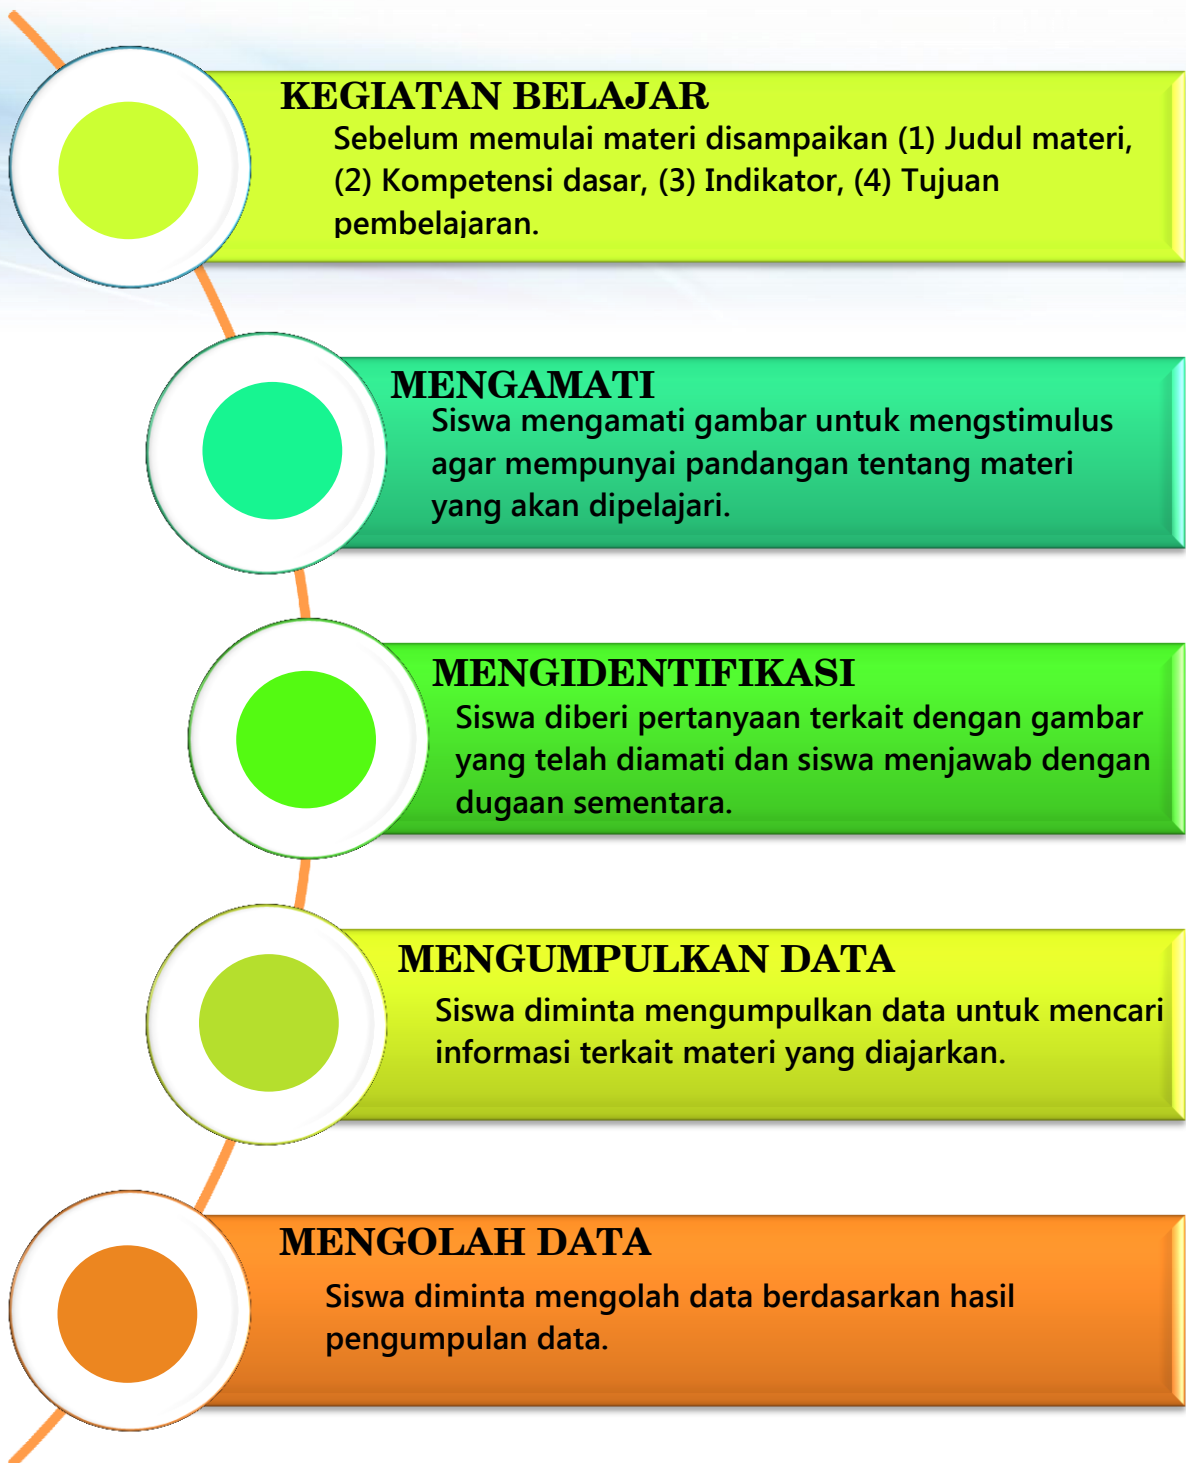 KEGIATAN BELAJAR
Sebelum memulai materi disampaikan (1) Judul materi,
(2) Kompetensi dasar, (3) Indikator, (4) Tujuan
pembelajaran.
MENGAMATI
Siswa mengamati gambar untuk mengstimulus
agar mempunyai pandangan tentang materi
yang akan dipelajari.
MENGIDENTIFIKASI
Siswa diberi pertanyaan terkait dengan gambar
yang telah diamati dan siswa menjawab dengan
dugaan sementara.
MENGUMPULKAN DATA
Siswa diminta mengumpulkan data untuk mencari
informasi terkait materi yang diajarkan.
MENGOLAH DATA
Siswa diminta mengolah data berdasarkan hasil
pengumpulan data.